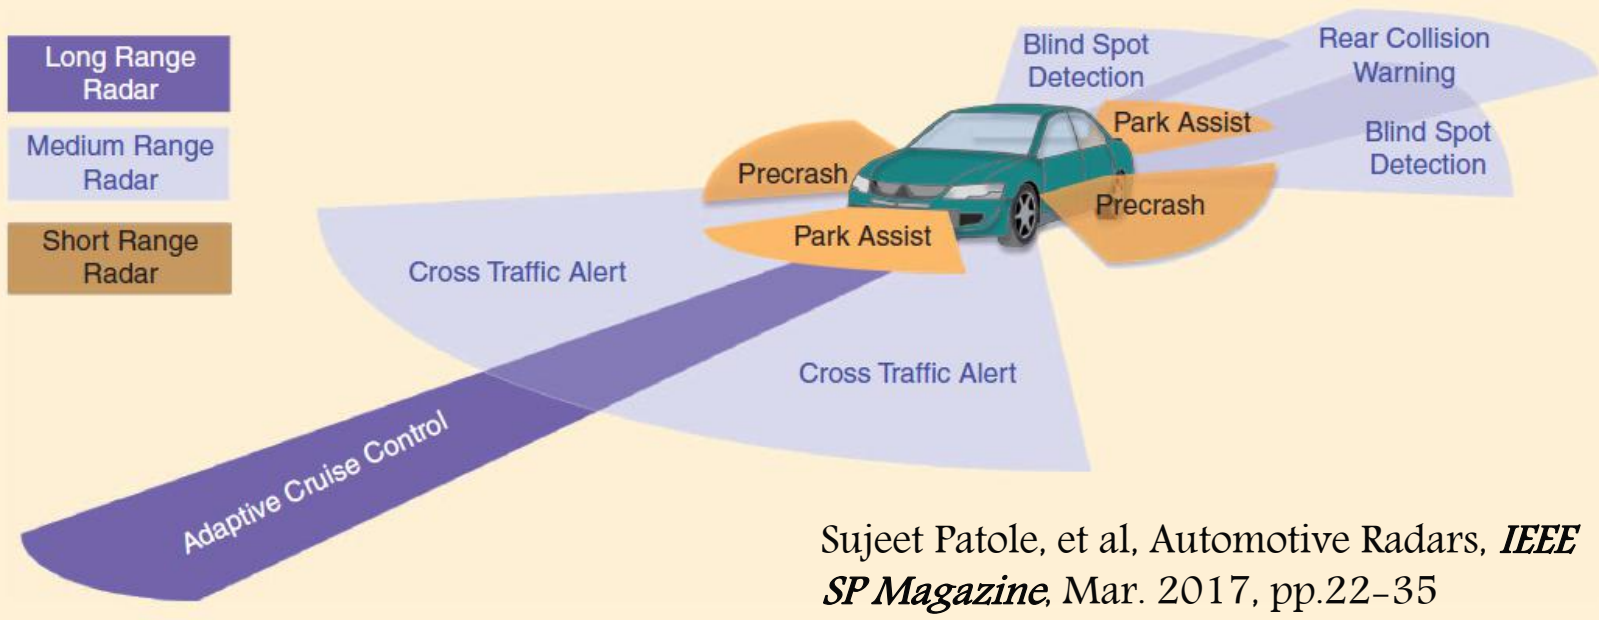 Long Range
Radar
Medium Range
Radar
Short Range
Radar
Blind Spot
Detection
Rear Collision
Warning
Park Assist
Blind Spot
Detection
Precrash
Precrash
Park Assist
Cross Traffic Alert
Cross Traffic Alert
Adaptive Cruise Control
Sujeet Patole, et al, Automotive Radars, IEEE
SP Magazine, Mar. 2017, pp.22-35